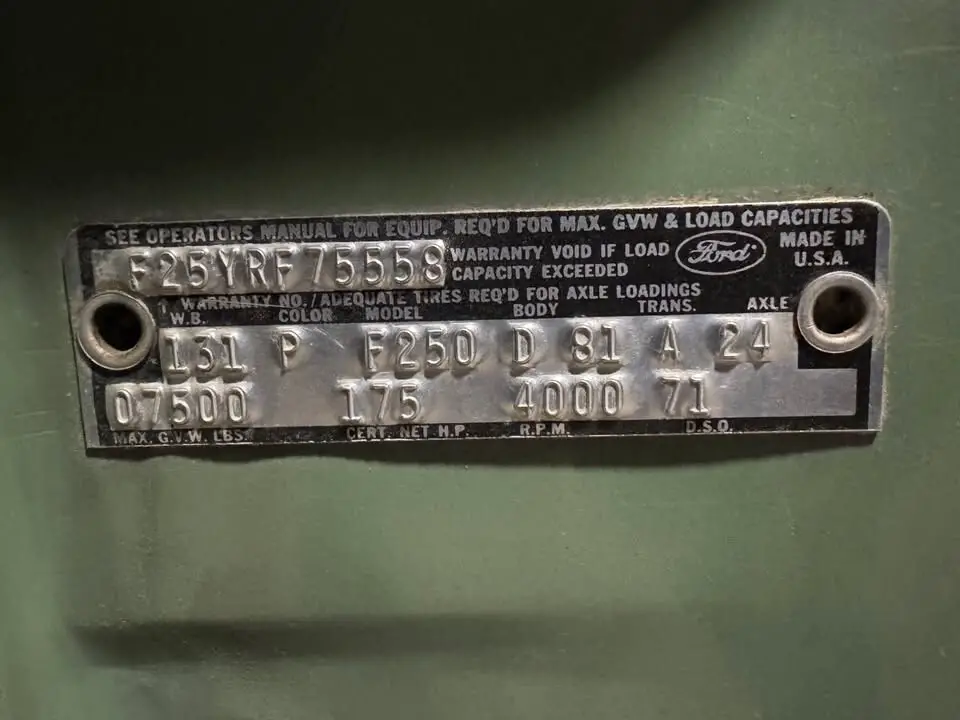 SEE OPERATORS MANUAL FOR EQUIP. REQ'D FOR MAX. GVW & LOAD CAPACITIES
F25YRF75558 WARRANTY VOID IF LOAD CAPACITY EXCEEDED Ford MADE IN U.S.A.
WARRANTY NO./ADEQUATE TIRES REQ'D FOR AXLE LOADINGS
W.B. COLOR MODEL BODY TRANS. AXLE
131 P F250 D 81 A 24
07500 175 4000 71
MAX. G.V.W. LBS. CERT. NET H.P. R.P.M. D.S.O.